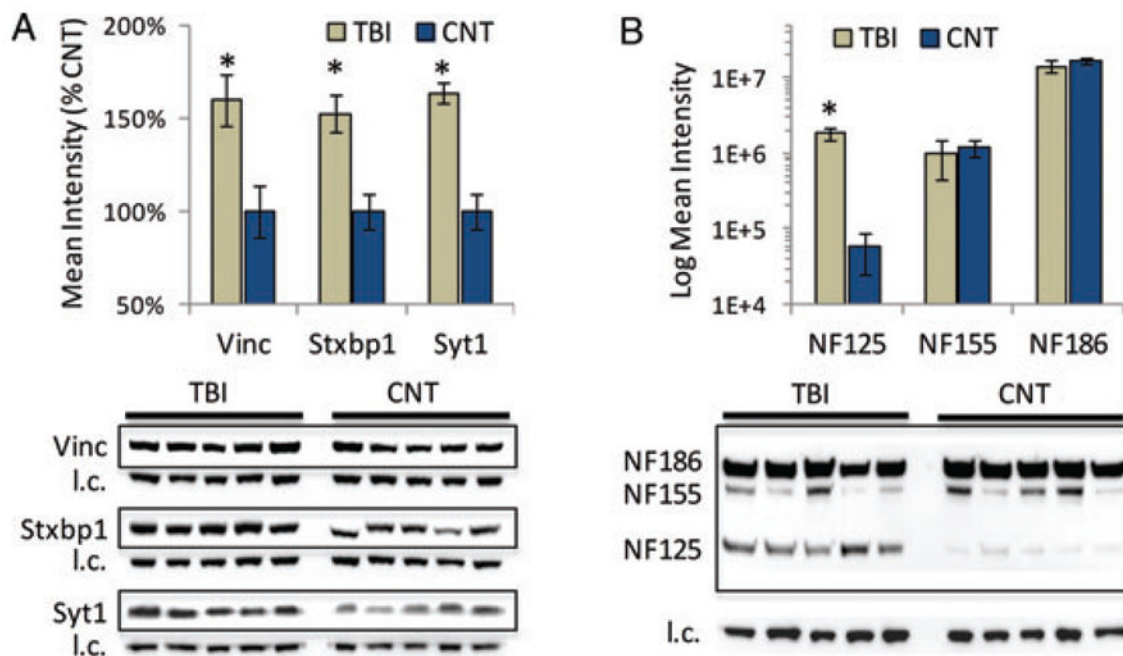 A
TBI CNT
200%
150%
100%
50%
Mean Intensity (% CNT)
* * *
Vinc Stxbp1 Syt1
TBI CNT
Vinc
l.c.
Stxbp1
l.c.
Syt1
l.c.
B
TBI CNT
1E+7
1E+6
1E+5
1E+4
Log Mean Intensity
*
NF125 NF155 NF186
TBI CNT
NF186
NF155
NF125
l.c.